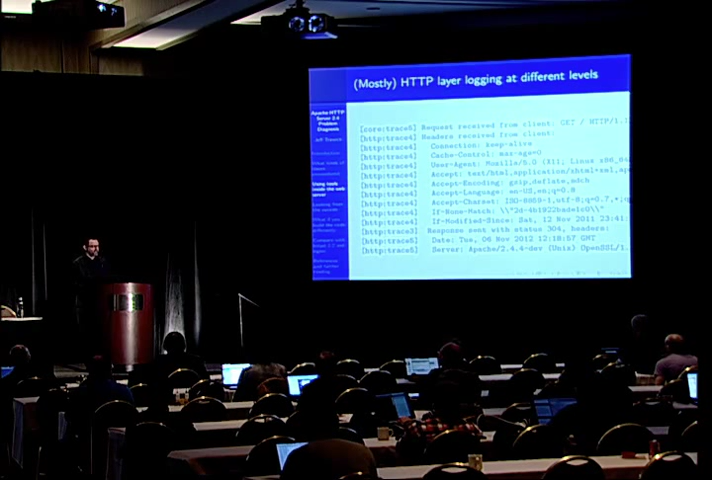 (Mostly) HTTP layer logging at different levels
Apache HTTP
Server 2.4
Problem
Diagnosis
Using tools
inside the web
server
[core:trace5] Request received from client: GET / HTTP/1.1
[http:trace4] Headers received from client:
[http:trace4] Connection: keep-alive
[http:trace4] Cache-Control: max-age=0
[http:trace4] User-Agent: Mozilla/5.0 (X11; Linux x86_64
[http:trace4] Accept: text/html,application/xhtml+xml,ap
[http:trace4] Accept-Encoding: gzip,deflate,sdch
[http:trace4] Accept-Language: en-US,en;q=0.8
[http:trace4] Accept-Charset: ISO-8859-1,utf-8;q=0.7,*;q
[http:trace4] If-None-Match:
[http:trace4] If-Modified-Since: Sat, 12 Nov 2011 23:41:
[http:trace3] Response sent with status 304, headers:
[http:trace5] Date: Tue, 06 Nov 2012 12:18:57 GMT
[http:trace5] Server: Apache/2.4.4-dev (Unix) OpenSSL/1.